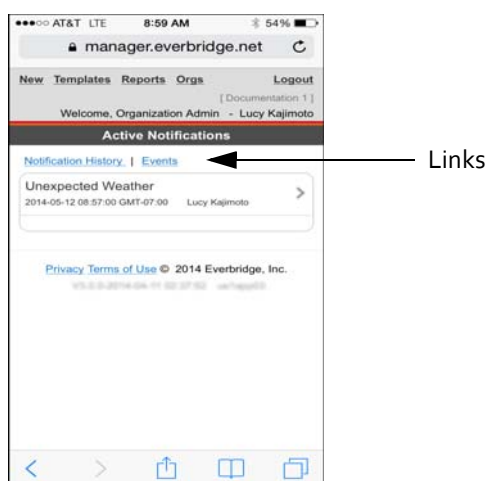 AT&T LTE 8:59 AM 54%
manager.everbridge.net
New Templates Reports Orgs Logout
[ Documentation 1 ]
Welcome, Organization Admin - Lucy Kajimoto
Active Notifications
Notification History | Events
Links
Unexpected Weather
2014-05-12 08:57:00 GMT-07:00 Lucy Kajimoto
Privacy Terms of Use © 2014 Everbridge, Inc.